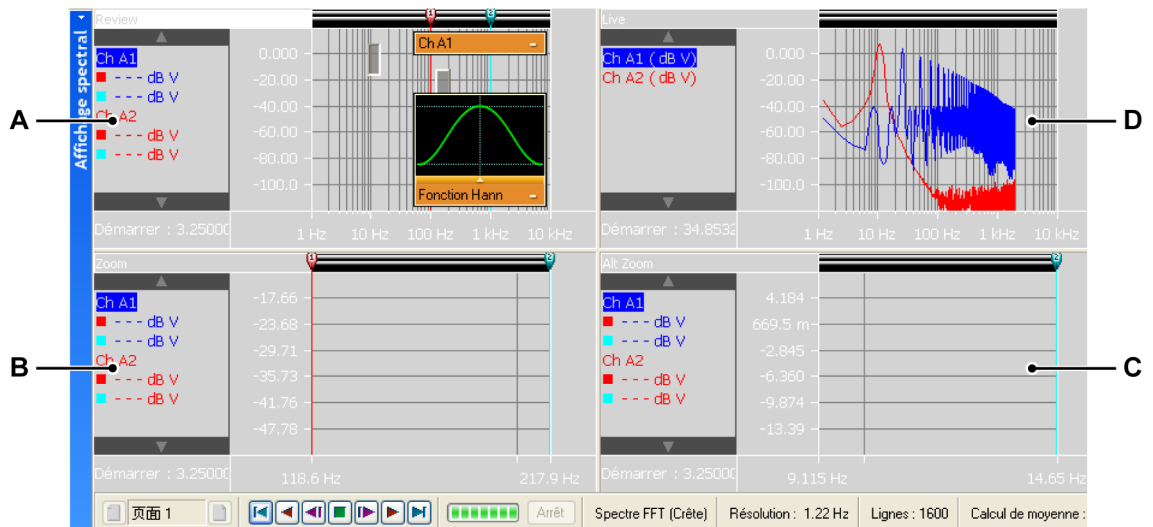 Affichage spectral
Review
1
2
Ch A1
--- dB V
--- dB V
Ch A2
--- dB V
--- dB V
Démarrer : 3.25000
0.000
-20.00
-40.00
-60.00
-80.00
-100.0
1 Hz 10 Hz 100 Hz 1 kHz 10 kHz
Ch A1
Fonction Hann
Live
Ch A1 ( dB V)
Ch A2 ( dB V)
Démarrer : 34.8532
0.000
-20.00
-40.00
-60.00
-80.00
-100.0
1 Hz 10 Hz 100 Hz 1 kHz 10 kHz
A
D
Zoom
1
2
Ch A1
--- dB V
--- dB V
Ch A2
--- dB V
--- dB V
Démarrer : 3.25000
-17.66
-23.68
-29.71
-35.73
-41.76
-47.78
118.6 Hz 217.9 Hz
Alt Zoom
2
Ch A1
--- dB V
--- dB V
Ch A2
--- dB V
--- dB V
Démarrer : 3.25000
4.184
669.5 m
-2.845
-6.360
-9.874
-13.39
9.115 Hz 14.65 Hz
B
C
页面 1
Arrêt
Spectre FFT (Crête)
Résolution : 1.22 Hz
Lignes : 1600
Calcul de moyenne :